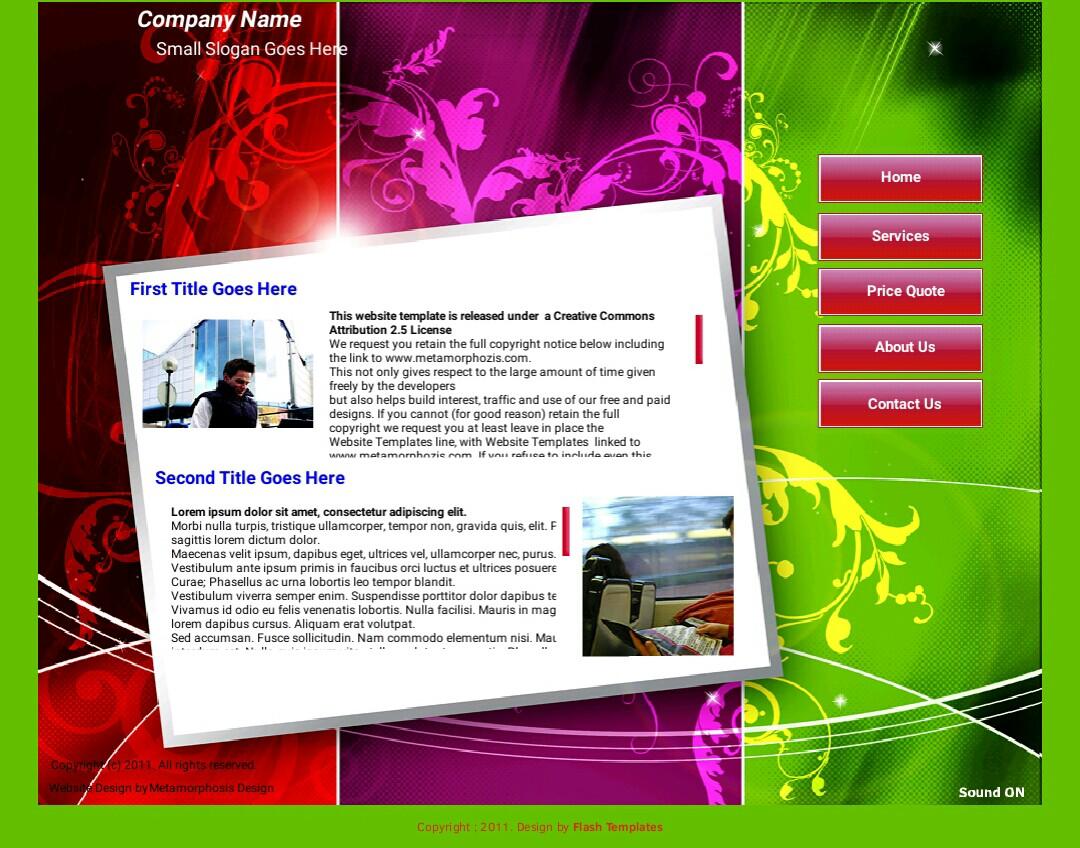 Company Name
Small Slogan Goes Here
Home
Services
Price Quote
About Us
Contact Us
First Title Goes Here
This website template is released under  a Creative Commons
Attribution 2.5 License
We request you retain the full copyright notice below including
the link to www.metamorphozis.com.
This not only gives respect to the large amount of time given
freely by the developers
but also helps build interest, traffic and use of our free and paid
designs. If you cannot (for good reason) retain the full
copyright we request you at least leave in place the
Website Templates line, with Website Templates  linked to
www.metamorphozis.com. If you refuse to include even this
Second Title Goes Here
Lorem ipsum dolor sit amet, consectetur adipiscing elit.
Morbi nulla turpis, tristique ullamcorper, tempor non, gravida quis, elit. F
sagittis lorem dictum dolor.
Maecenas velit ipsum, dapibus eget, ultrices vel, ullamcorper nec, purus.
Vestibulum ante ipsum primis in faucibus orci luctus et ultrices posuere
Curae; Phasellus ac urna lobortis leo tempor blandit.
Vestibulum viverra semper enim. Suspendisse porttitor dolor dapibus te
Vivamus id odio eu felis venenatis lobortis. Nulla facilisi. Mauris in mag
lorem dapibus cursus. Aliquam erat volutpat.
Sed accumsan. Fusce sollicitudin. Nam commodo elementum nisi. Mau
Copyright (c) 2011. All rights reserved.
Website Design by Metamorphosis Design
Sound ON
Copyright ; 2011. Design by Flash Templates